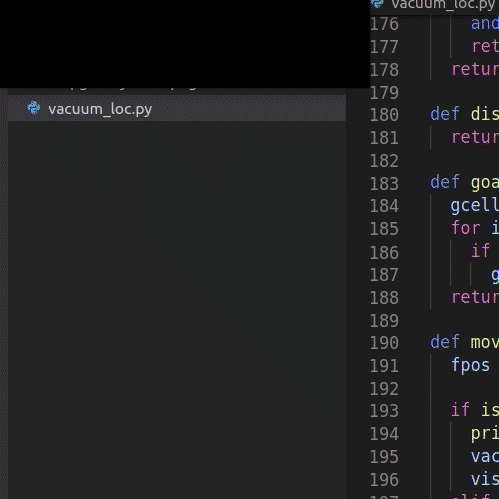 vacuum_loc.py
vacuum_loc.py
176 and
177 ret
178 retur
179
180 def dis
181 retur
182
183 def goa
184 gcell
185 for i
186 if
187 g
188 retur
189
190 def mov
191 fpos
192
193 if is
194 pri
195 vac
196 vis